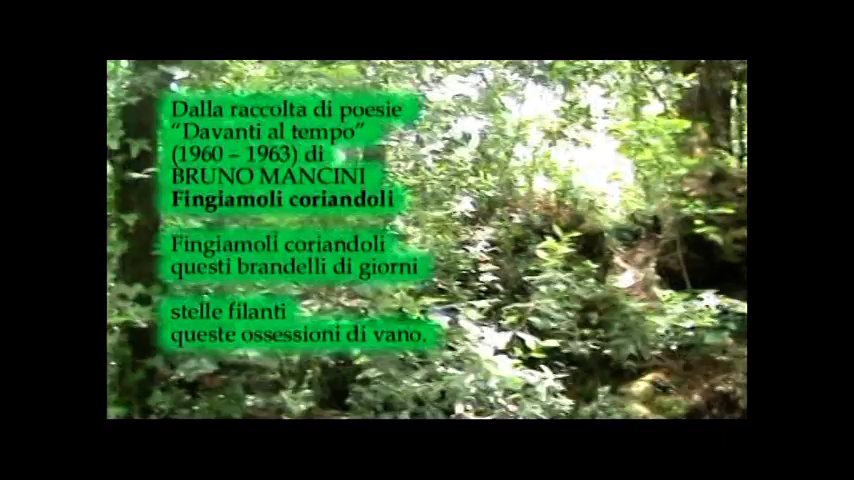 Dalla raccolta di poesie
“Davanti al tempo”
(1960 – 1963) di
BRUNO MANCINI
Fingiamoli coriandoli
Fingiamoli coriandoli
questi brandelli di giorni
stelle filanti
queste ossessioni di vano.